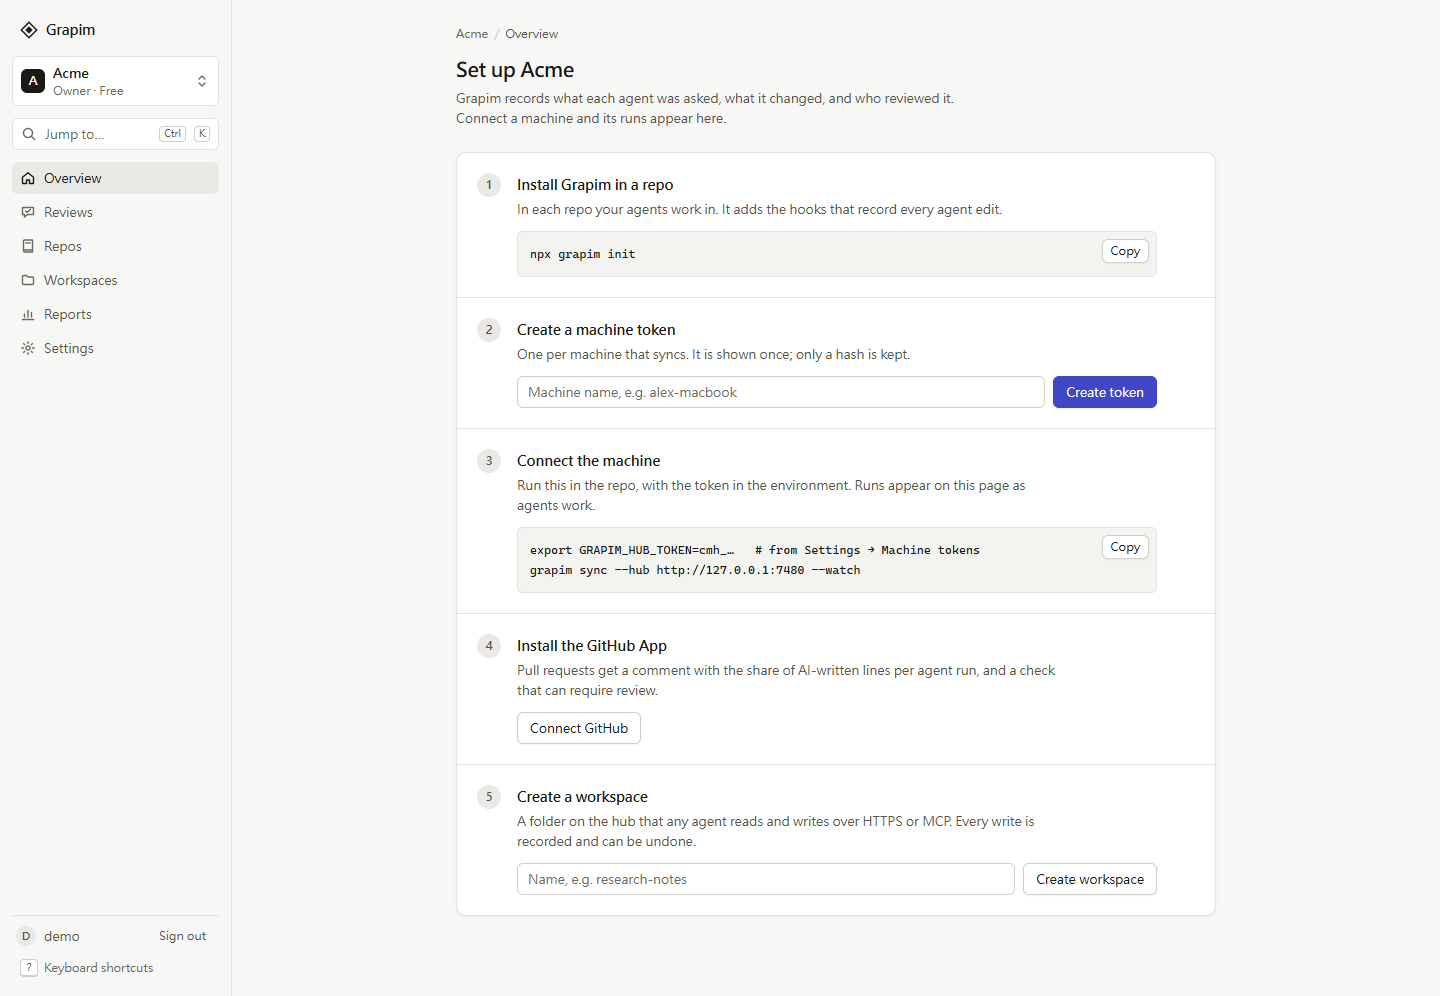 Grapim
A
Acme
Owner · Free
Jump to...
Ctrl K
Overview
Reviews
Repos
Workspaces
Reports
Settings
D demo
Sign out
? Keyboard shortcuts
Acme / Overview
Set up Acme
Grapim records what each agent was asked, what it changed, and who reviewed it.
Connect a machine and its runs appear here.
1 Install Grapim in a repo
In each repo your agents work in. It adds the hooks that record every agent edit.
npx grapim init
Copy
2 Create a machine token
One per machine that syncs. It is shown once; only a hash is kept.
Machine name, e.g. alex-macbook
Create token
3 Connect the machine
Run this in the repo, with the token in the environment. Runs appear on this page as
agents work.
export GRAPIM_HUB_TOKEN=cmh_… # from Settings → Machine tokens
grapim sync --hub http://127.0.0.1:7480 --watch
Copy
4 Install the GitHub App
Pull requests get a comment with the share of AI-written lines per agent run, and a check
that can require review.
Connect GitHub
5 Create a workspace
A folder on the hub that any agent reads and writes over HTTPS or MCP. Every write is
recorded and can be undone.
Name, e.g. research-notes
Create workspace